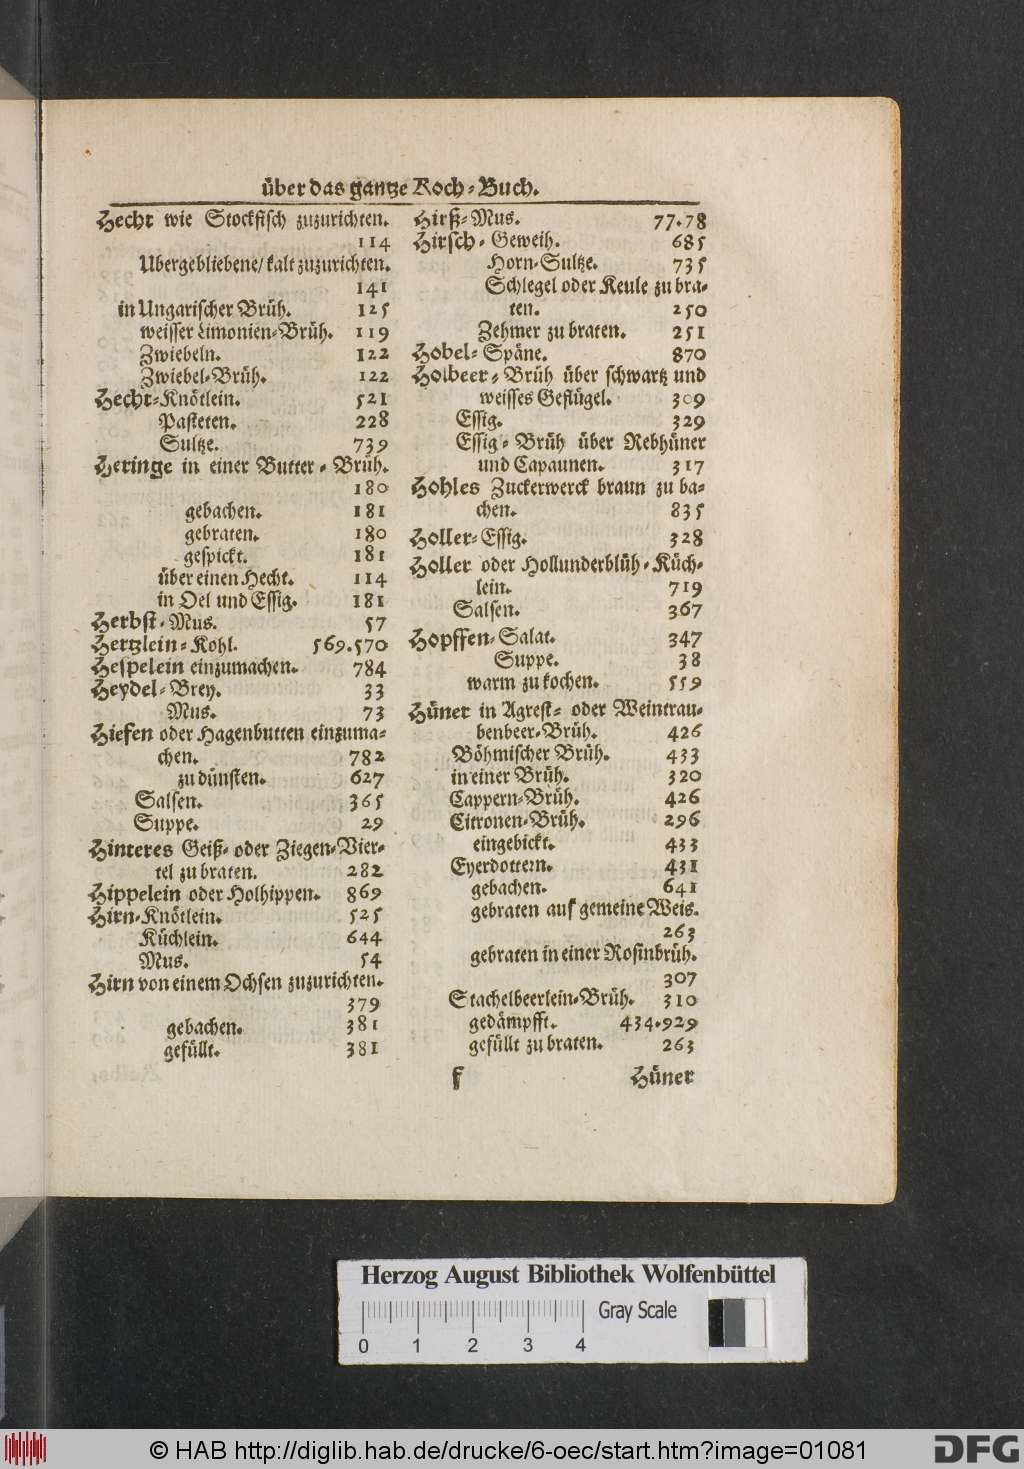 über das gantze Koch-Buch.
Hecht wie Stockfisch zuzurichten.
114
Ubergebliebene/ kalt zuzurichten.
141
in Ungarischer Brüh. 125
weisser Limonien-Brüh. 119
Zwiebeln. 122
Zwiebel-Brüh. 122
Hecht-Knötlein. 521
Pasteten. 228
Sultze. 739
Heringe in einer Butter-Brüh.
180
gebachen. 181
gebraten. 180
gespickt. 181
über einen Hecht. 114
in Oel und Essig. 181
Herbst-Mus. 57
Hertzlein-Kohl. 569.570
Hespelein einzumachen. 784
Heydel-Brey. 33
Mus. 73
Hiefen oder Hagenbutten einzuma-
chen. 782
zu dünsten. 627
Salsen. 365
Suppe. 29
Hinteres Geiß- oder Ziegen-Vier-
tel zu braten. 282
Hippelein oder Holhippen. 869
Hirn-Knötlein. 525
Küchlein. 644
Mus. 54
Hirn von einem Ochsen zuzurichten.
379
gebachen. 381
gefüllt. 381
Hirß-Mus. 77.78
Hirsch-Geweih. 685
Horn-Sultze. 735
Schlegel oder Keule zu bra-
ten. 250
Zehmer zu braten. 251
Hobel-Späne. 870
Holbeer-Brüh über schwartz und
weisses Geflügel. 309
Essig. 329
Essig-Brüh über Rebhüner
und Capaunen. 317
Hohles Zuckerwerck braun zu ba-
chen. 835
Holler-Essig. 328
Holler oder Hollunderblüh-Küch-
lein. 719
Salsen. 367
Hopffen-Salat. 347
Suppe. 38
warm zu kochen. 559
Hüner in Agrest- oder Weintrau-
benbeer-Brüh. 426
Böhmischer Brüh. 433
in einer Brüh. 320
Cappern-Brüh. 426
Citronen-Brüh. 296
eingebickt. 433
Eyerdottern. 431
gebachen. 641
gebraten auf gemeine Weis.
263
gebraten in einer Rosinbrüh.
307
Stachelbeerlein-Brüh. 310
gedämpfft. 434.929
gefüllt zu braten. 263
f Hüner
Herzog August Bibliothek Wolfenbüttel
Gray Scale
0 1 2 3 4
© HAB http://diglib.hab.de/drucke/6-oec/start.htm?image=01081
DFG